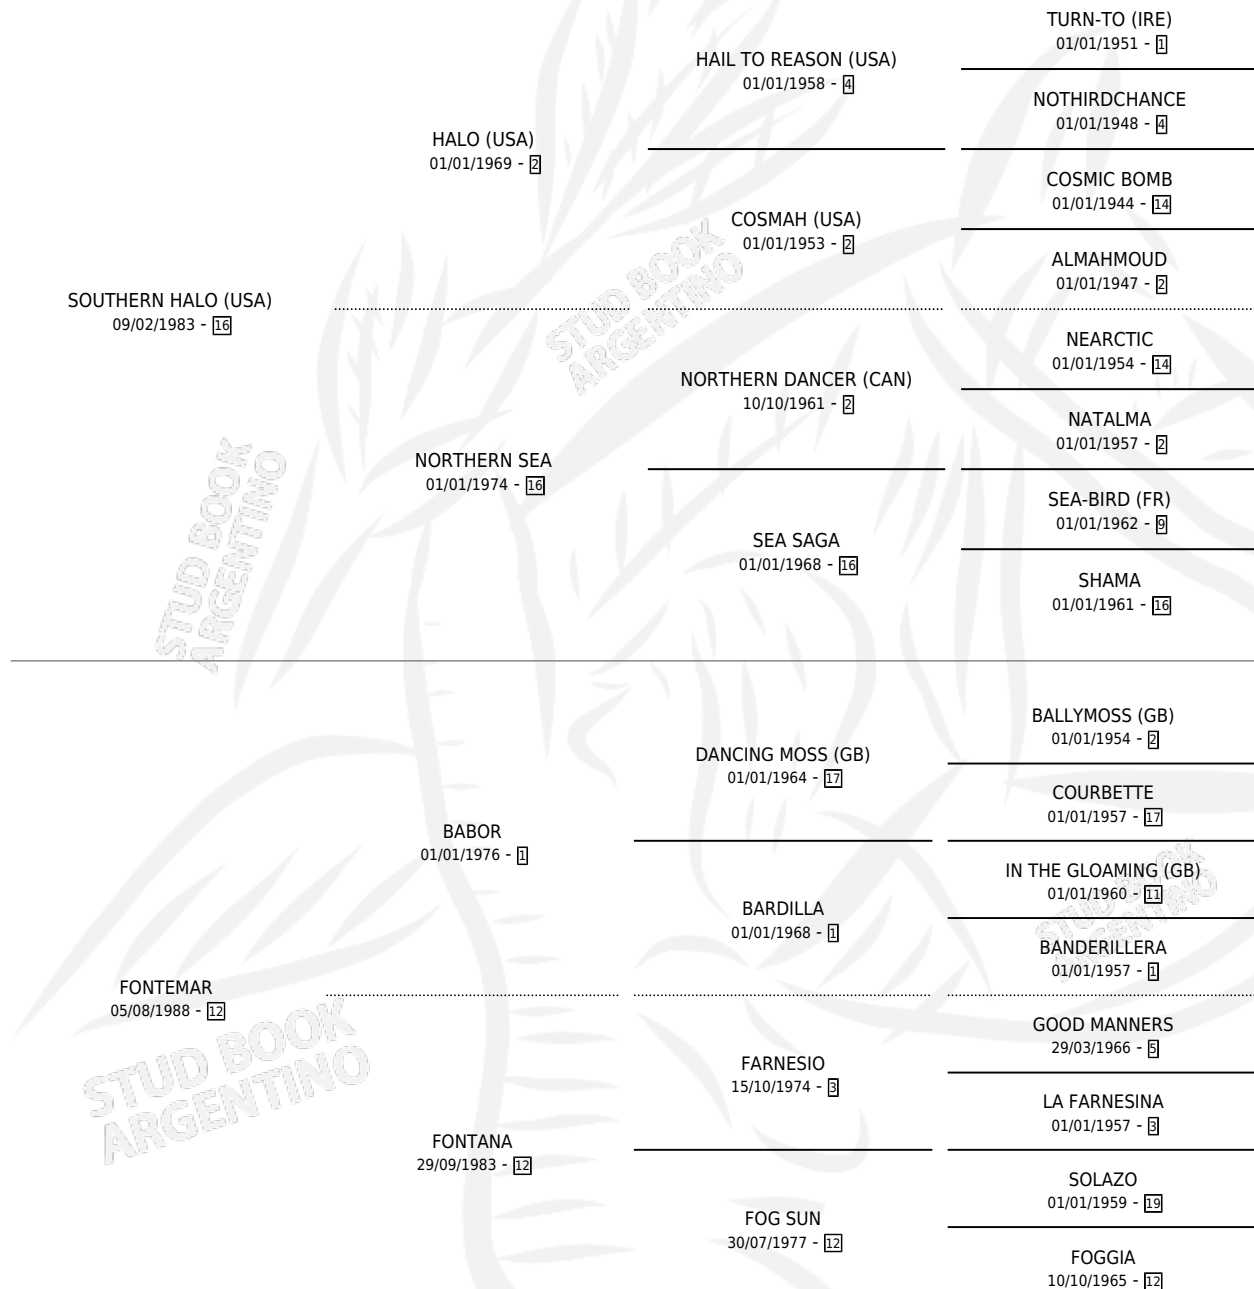 TURN-TO (IRE)
01/01/1951 - 1
HAIL TO REASON (USA)
01/01/1958 - 4
NOTHIRDCHANCE
01/01/1948 - 4
HALO (USA)
01/01/1969 - 2
COSMIC BOMB
01/01/1944 - 14
COSMAH (USA)
01/01/1953 - 2
ALMAHMOUD
01/01/1947 - 2
SOUTHERN HALO (USA)
09/02/1983 - 16
NEARCTIC
01/01/1954 - 14
NORTHERN DANCER (CAN)
10/10/1961 - 2
NATALMA
01/01/1957 - 2
NORTHERN SEA
01/01/1974 - 16
SEA-BIRD (FR)
01/01/1962 - 9
SEA SAGA
01/01/1968 - 16
SHAMA
01/01/1961 - 16
BALLYMOSS (GB)
01/01/1954 - 2
DANCING MOSS (GB)
01/01/1964 - 17
COURBETTE
01/01/1957 - 17
BABOR
01/01/1976 - 1
IN THE GLOAMING (GB)
01/01/1960 - 11
BARDILLA
01/01/1968 - 1
BANDERILLERA
01/01/1957 - 1
FONTEMAR
05/08/1988 - 12
GOOD MANNERS
29/03/1966 - 5
FARNESIO
15/10/1974 - 3
LA FARNESINA
01/01/1957 - 3
FONTANA
29/09/1983 - 12
SOLAZO
01/01/1959 - 19
FOG SUN
30/07/1977 - 12
FOGGIA
10/10/1965 - 12
STUD BOOK
ARGENTINO
STUD BOOK
ARGENTINO
STUD BOOK
ARGENTINO
STUD BOOK
ARGENTINO